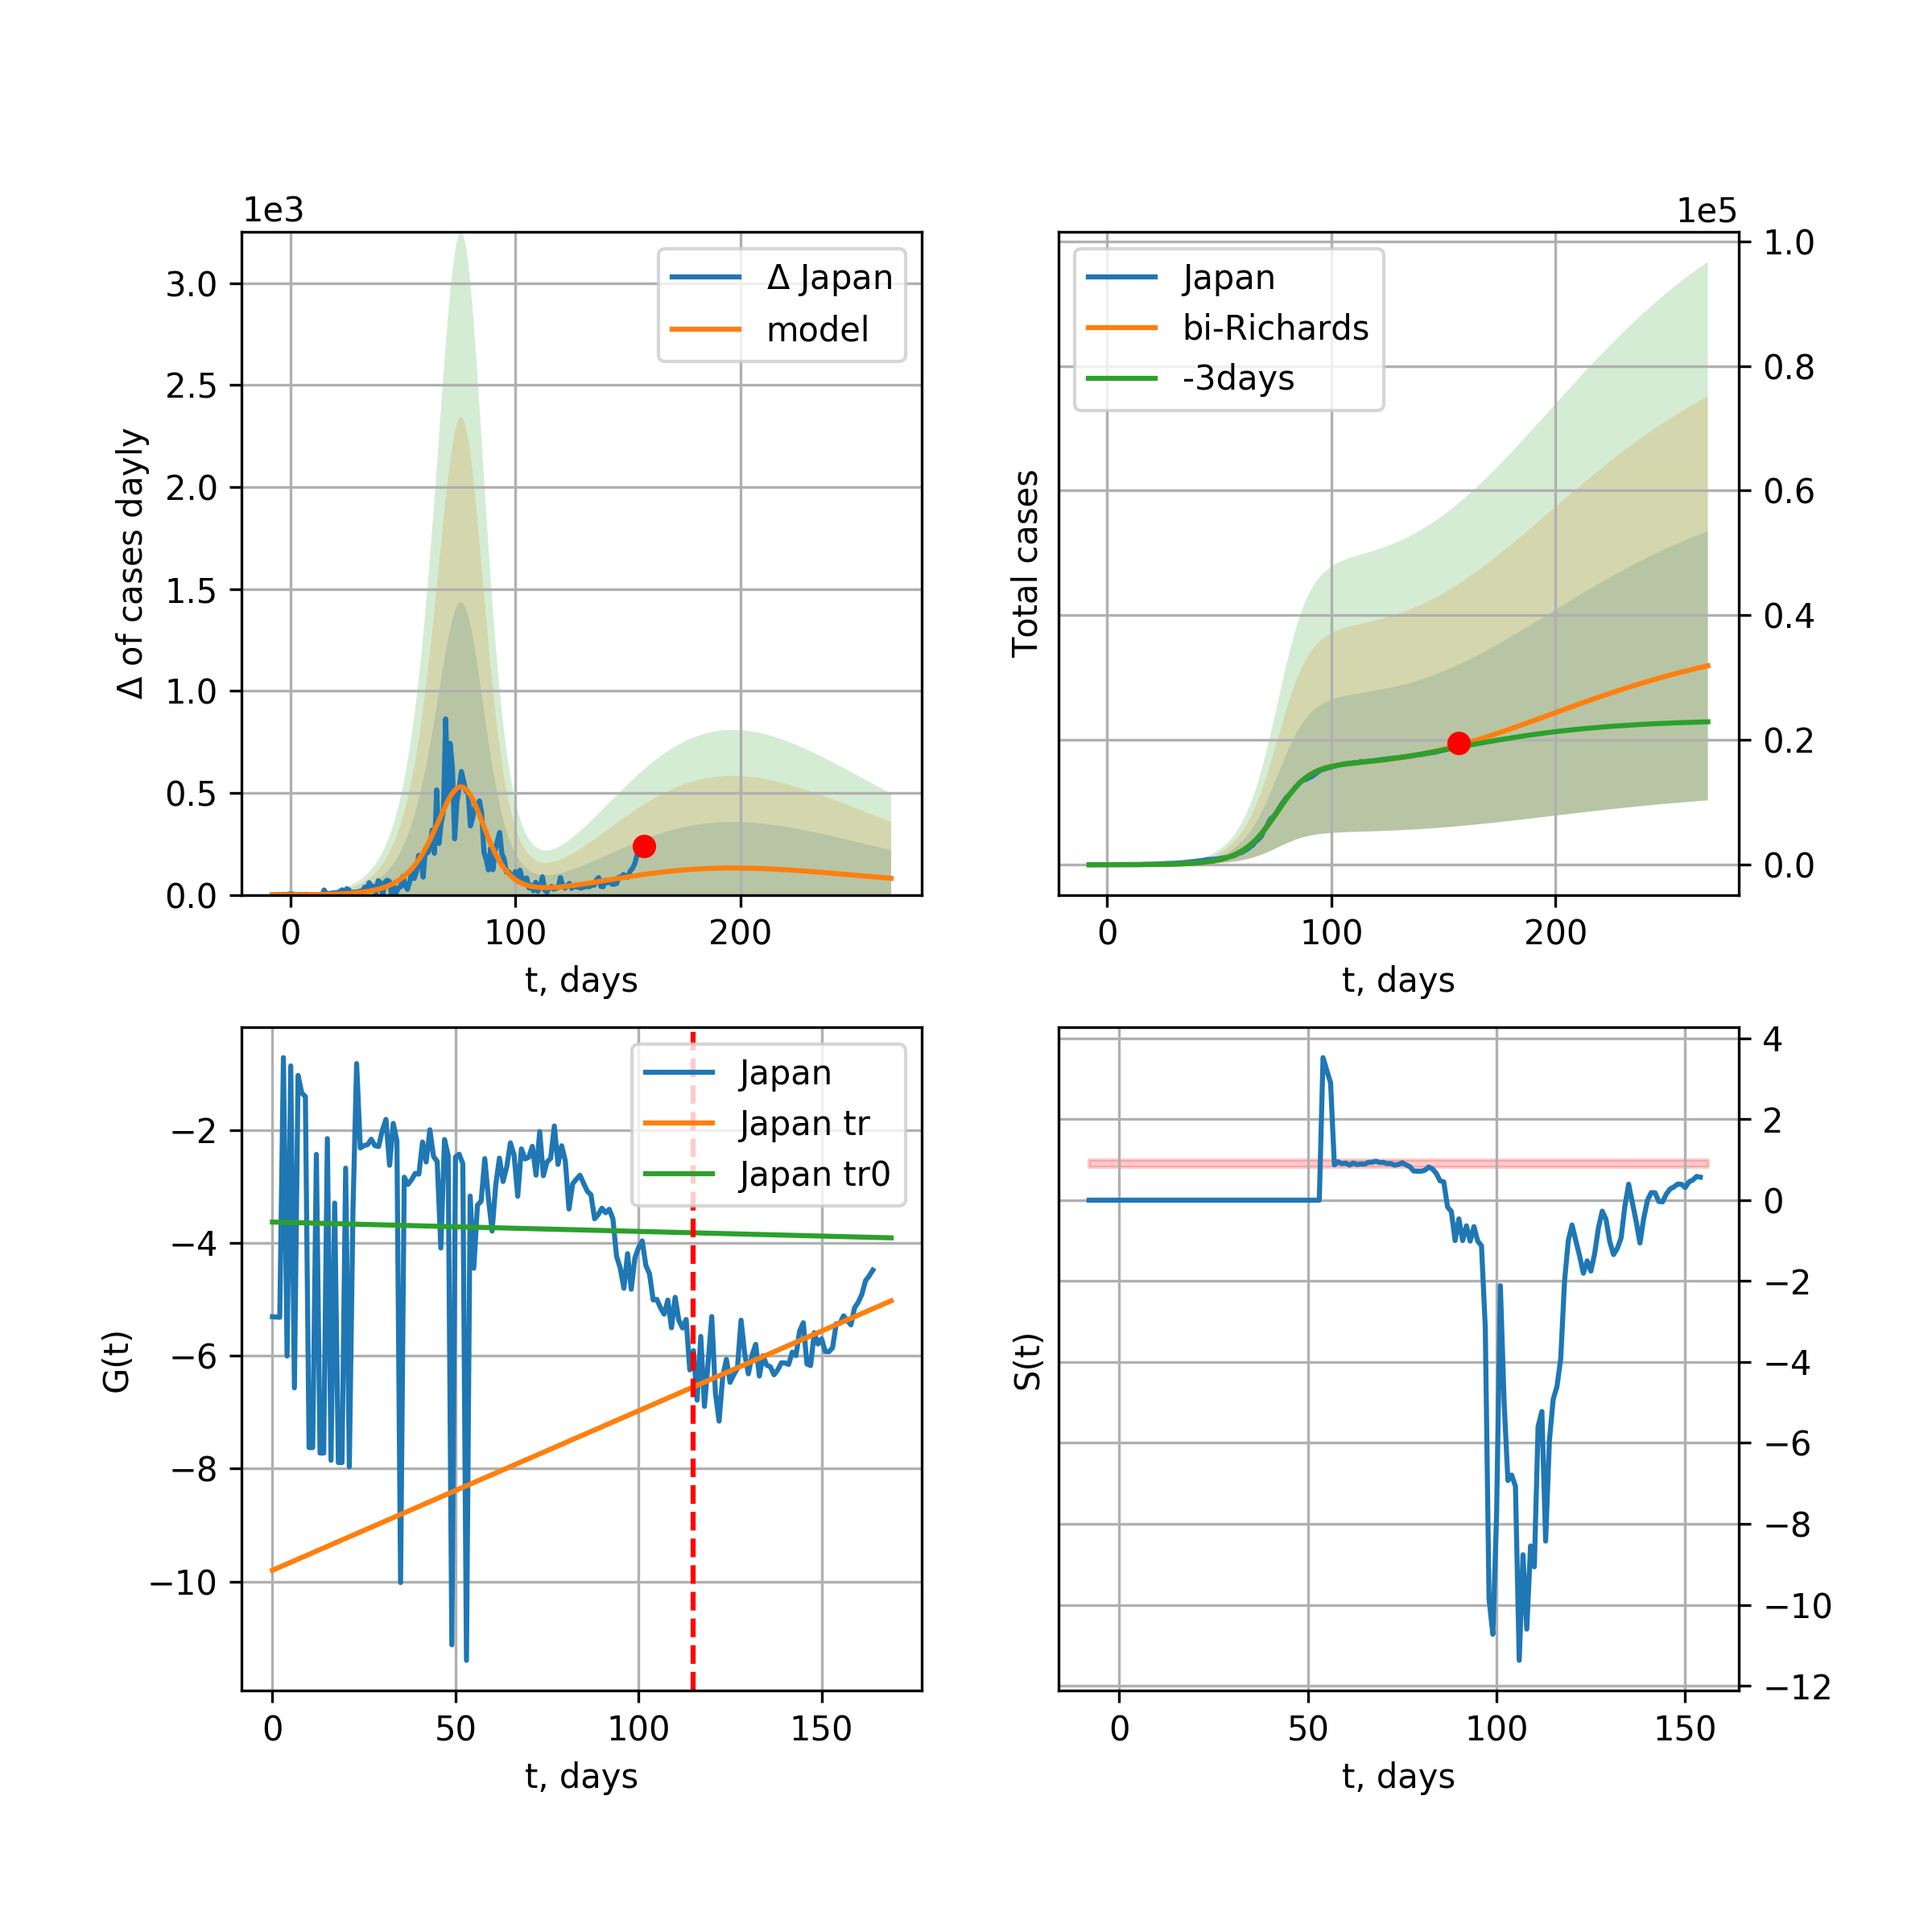 1e3
Δ of cases dayly
3.0
2.5
2.0
1.5
1.0
0.5
0.0
0
100
200
t, days
Δ Japan
model
1e5
Total cases
1.0
0.8
0.6
0.4
0.2
0.0
0
100
200
t, days
Japan
bi-Richards
-3days
G(t)
−2
−4
−6
−8
−10
0
50
100
150
t, days
Japan
Japan tr
Japan tr0
S(t)
4
2
0
−2
−4
−6
−8
−10
−12
0
50
100
150
t, days